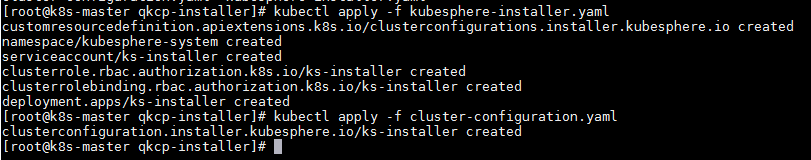 [root@k8s-master qkcp-installer]# kubectl apply -f kubesphere-installer.yaml
customresourcedefinition.apiextensions.k8s.io/clusterconfigurations.installer.kubesphere.io created
namespace/kubesphere-system created
serviceaccount/ks-installer created
clusterrole.rbac.authorization.k8s.io/ks-installer created
clusterrolebinding.rbac.authorization.k8s.io/ks-installer created
deployment.apps/ks-installer created
[root@k8s-master qkcp-installer]# kubectl apply -f cluster-configuration.yaml
clusterconfiguration.installer.kubesphere.io/ks-installer created
[root@k8s-master qkcp-installer]#